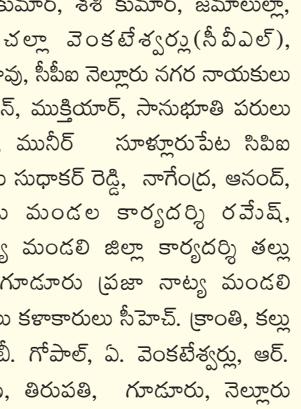 కుమార్, శశి కుమార్, జమాలుల్లా,
చల్లా వెంకటేశ్వర్లు(సీవీఎల్),
వు, సీపీఐ నెల్లూరు నగర నాయకులు
న్, ముక్తియార్, సానుభూతి పరులు
మునీర్ సూళ్లూరుపేట సిపిఐ
సుధాకర్ రెడ్డి, నాగేంద్ర, ఆనంద్,
మండల కార్యదర్శి రమేష్,
మండలి జిల్లా కార్యదర్శి తల్లు
గూడూరు ప్రజా నాట్య మండలి
లు కళాకారులు సీహెచ్. క్రాంతి, కల్లు
బీ. గోపాల్, ఏ. వెంకటేశ్వర్లు, ఆర్.
తిరుపతి, గూడూరు, నెల్లూరు